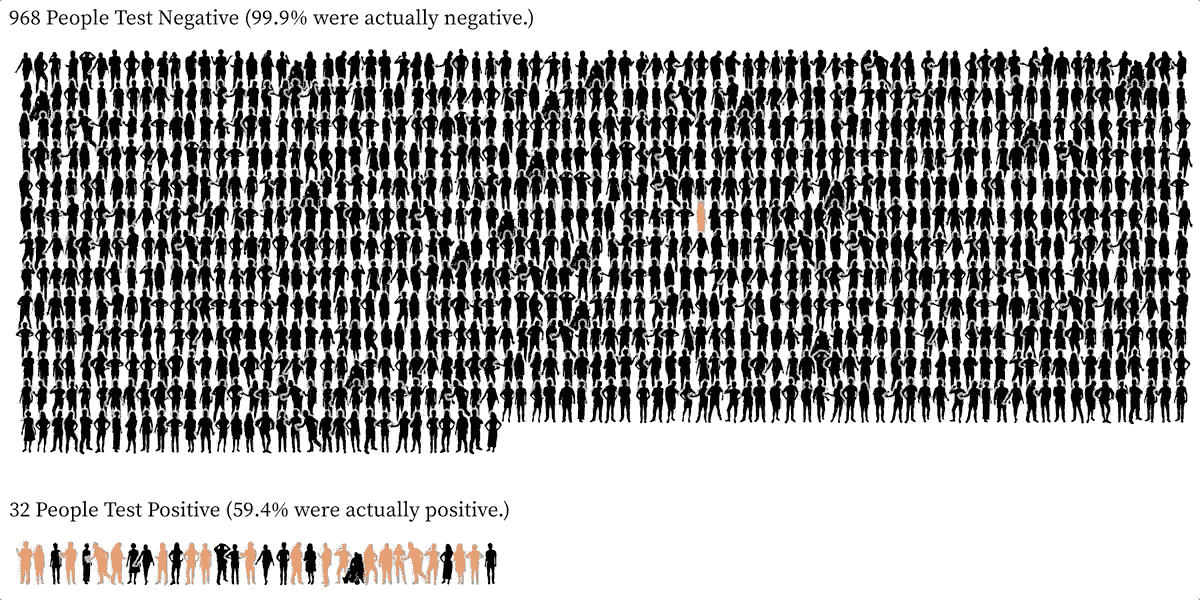 968 People Test Negative (99.9% were actually negative.)
32 People Test Positive (59.4% were actually positive.)